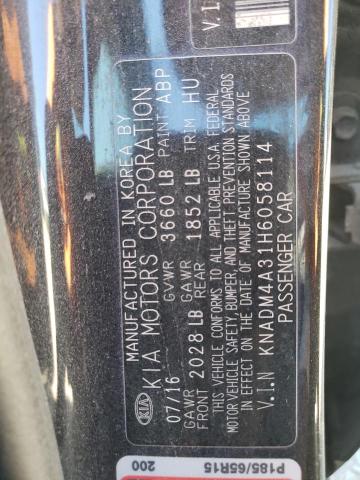 MANUFACTURED IN KOREA BY
KIA MOTORS CORPORATION
KIA
07/16 GVWR 3660 LB PAINT ABP
GAWR FRONT 2028 LB GAWR REAR 1852 LB TRIM HU
THIS VEHICLE CONFORMS TO ALL APPLICABLE U.S.A. FEDERAL
MOTOR VEHICLE SAFETY, BUMPER, AND THEFT PREVENTION STANDARDS
IN EFFECT ON THE DATE OF MANUFACTURE SHOWN ABOVE
V.I.N KNADM4A31H6058114
PASSENGER CAR
P185/65R15
200
V.1